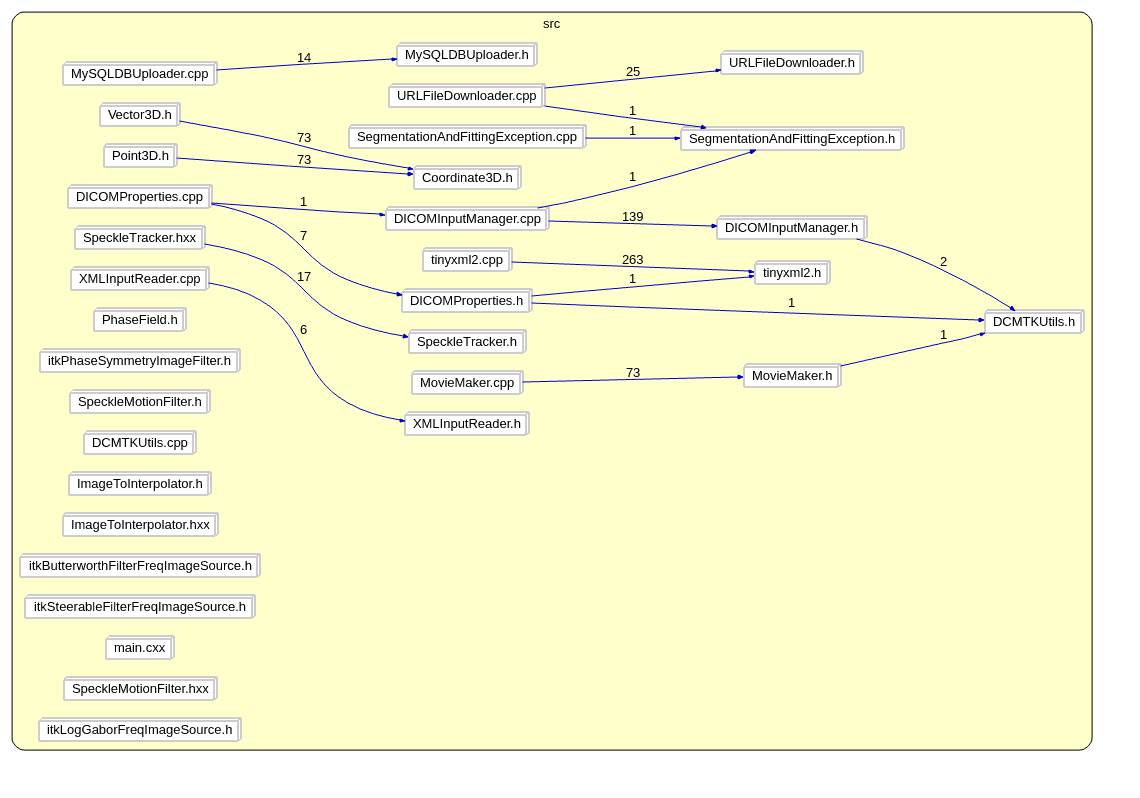 src
MySQLDBUploader.cpp
14
MySQLDBUploader.h
URLFileDownloader.h
URLFileDownloader.cpp
25
Vector3D.h
73
1
SegmentationAndFittingException.cpp
1
SegmentationAndFittingException.h
Point3D.h
73
Coordinate3D.h
1
DICOMProperties.cpp
1
DICOMInputManager.cpp
139
DICOMInputManager.h
SpeckleTracker.hxx
7
tinyxml2.cpp
263
tinyxml2.h
2
XMLInputReader.cpp
17
1
DICOMProperties.h
1
PhaseField.h
6
SpeckleTracker.h
DCMTKUtils.h
1
itkPhaseSymmetryImageFilter.h
MovieMaker.cpp
73
MovieMaker.h
SpeckleMotionFilter.h
XMLInputReader.h
DCMTKUtils.cpp
ImageToInterpolator.h
ImageToInterpolator.hxx
itkButterworthFilterFreqImageSource.h
itkSteerableFilterFreqImageSource.h
main.cxx
SpeckleMotionFilter.hxx
itkLogGaborFreqImageSource.h